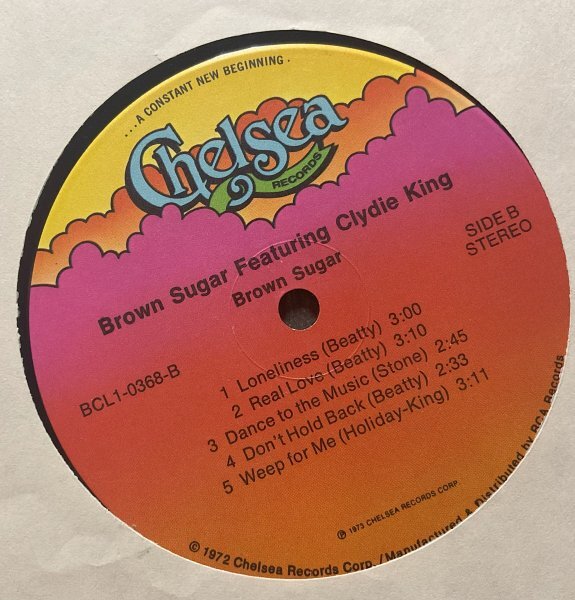 ...A CONSTANT NEW BEGINNING.
Chelsea
RECORDS
Brown Sugar Featuring Clydie King
Brown Sugar
SIDE B
STEREO
BCL1-0368-B
1 Loneliness (Beatty) 3:00
2 Real Love (Beatty) 3:10
3 Dance to the Music (Stone) 2:45
4 Don't Hold Back (Beatty) 2:33
5 Weep for Me (Holiday-King) 3:11
℗ 1973 CHELSEA RECORDS CORP.
© 1972 Chelsea Records Corp. / Manufactured & Distributed by RCA Records